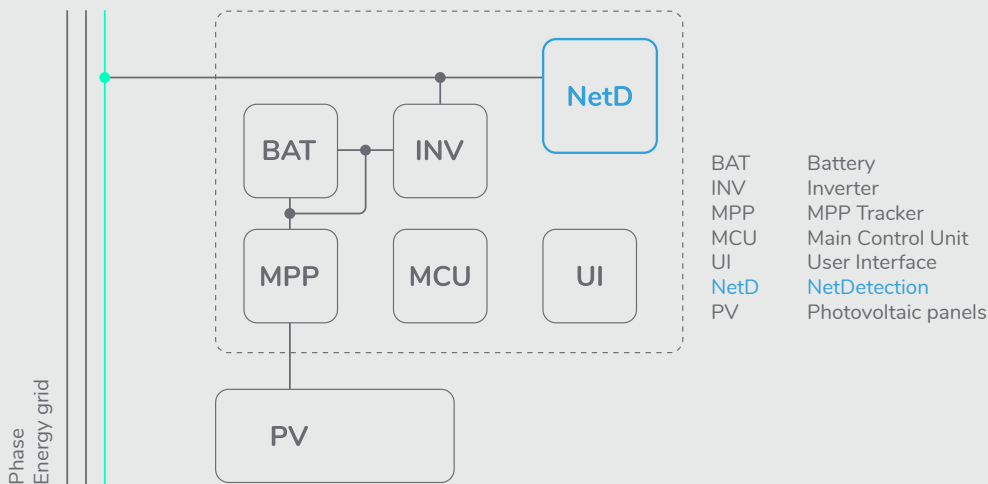 NetD
BAT
INV
MPP
MCU
UI
PV
BAT Battery
INV Inverter
MPP MPP Tracker
MCU Main Control Unit
UI User Interface
NetD NetDetection
PV Photovoltaic panels
Phase
Energy grid